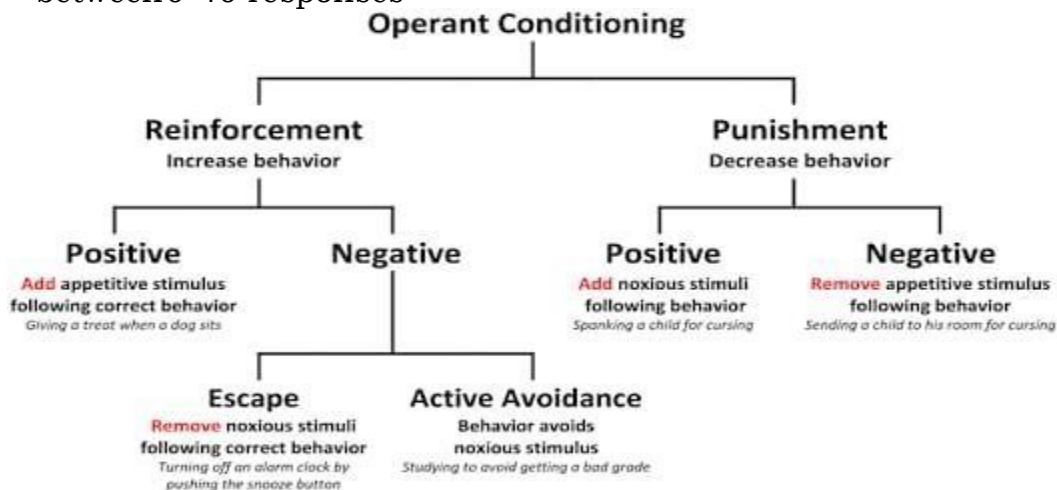 Operant Conditioning
Reinforcement
Increase behavior
Punishment
Decrease behavior
Positive
Add appetitive stimulus
following correct behavior
Giving a treat when a dog sits
Negative
Positive
Add noxious stimuli
following behavior
Spanking a child for cursing
Negative
Remove appetitive stimulus
following behavior
Sending a child to his room for cursing
Escape
Remove noxious stimuli
following correct behavior
Turning off an alarm clock by
pushing the snooze button
Active Avoidance
Behavior avoids
noxious stimulus
Studying to avoid getting a bad grade